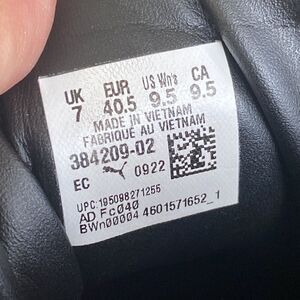 UK EUR US Wn's CA
7 40.5 9.5 9.5
MADE IN VIETNAM
FABRIQUE AU VIETNAM
384209-02
EC 0922
UPC:195098271255
AD Fc040
BWn00004 4601571652_1